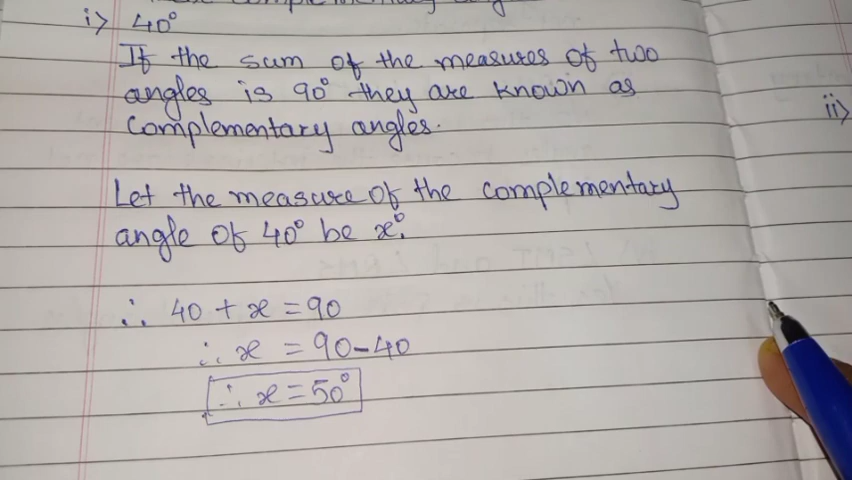 complementary
i> 40°
If the sum of the measures of two
angles is 90° they are known as
complementary angles.
ii>
Let the measure of the complementary
angle of 40° be x°.
∴ 40 + x = 90
∴ x = 90-40
∴ x = 50°